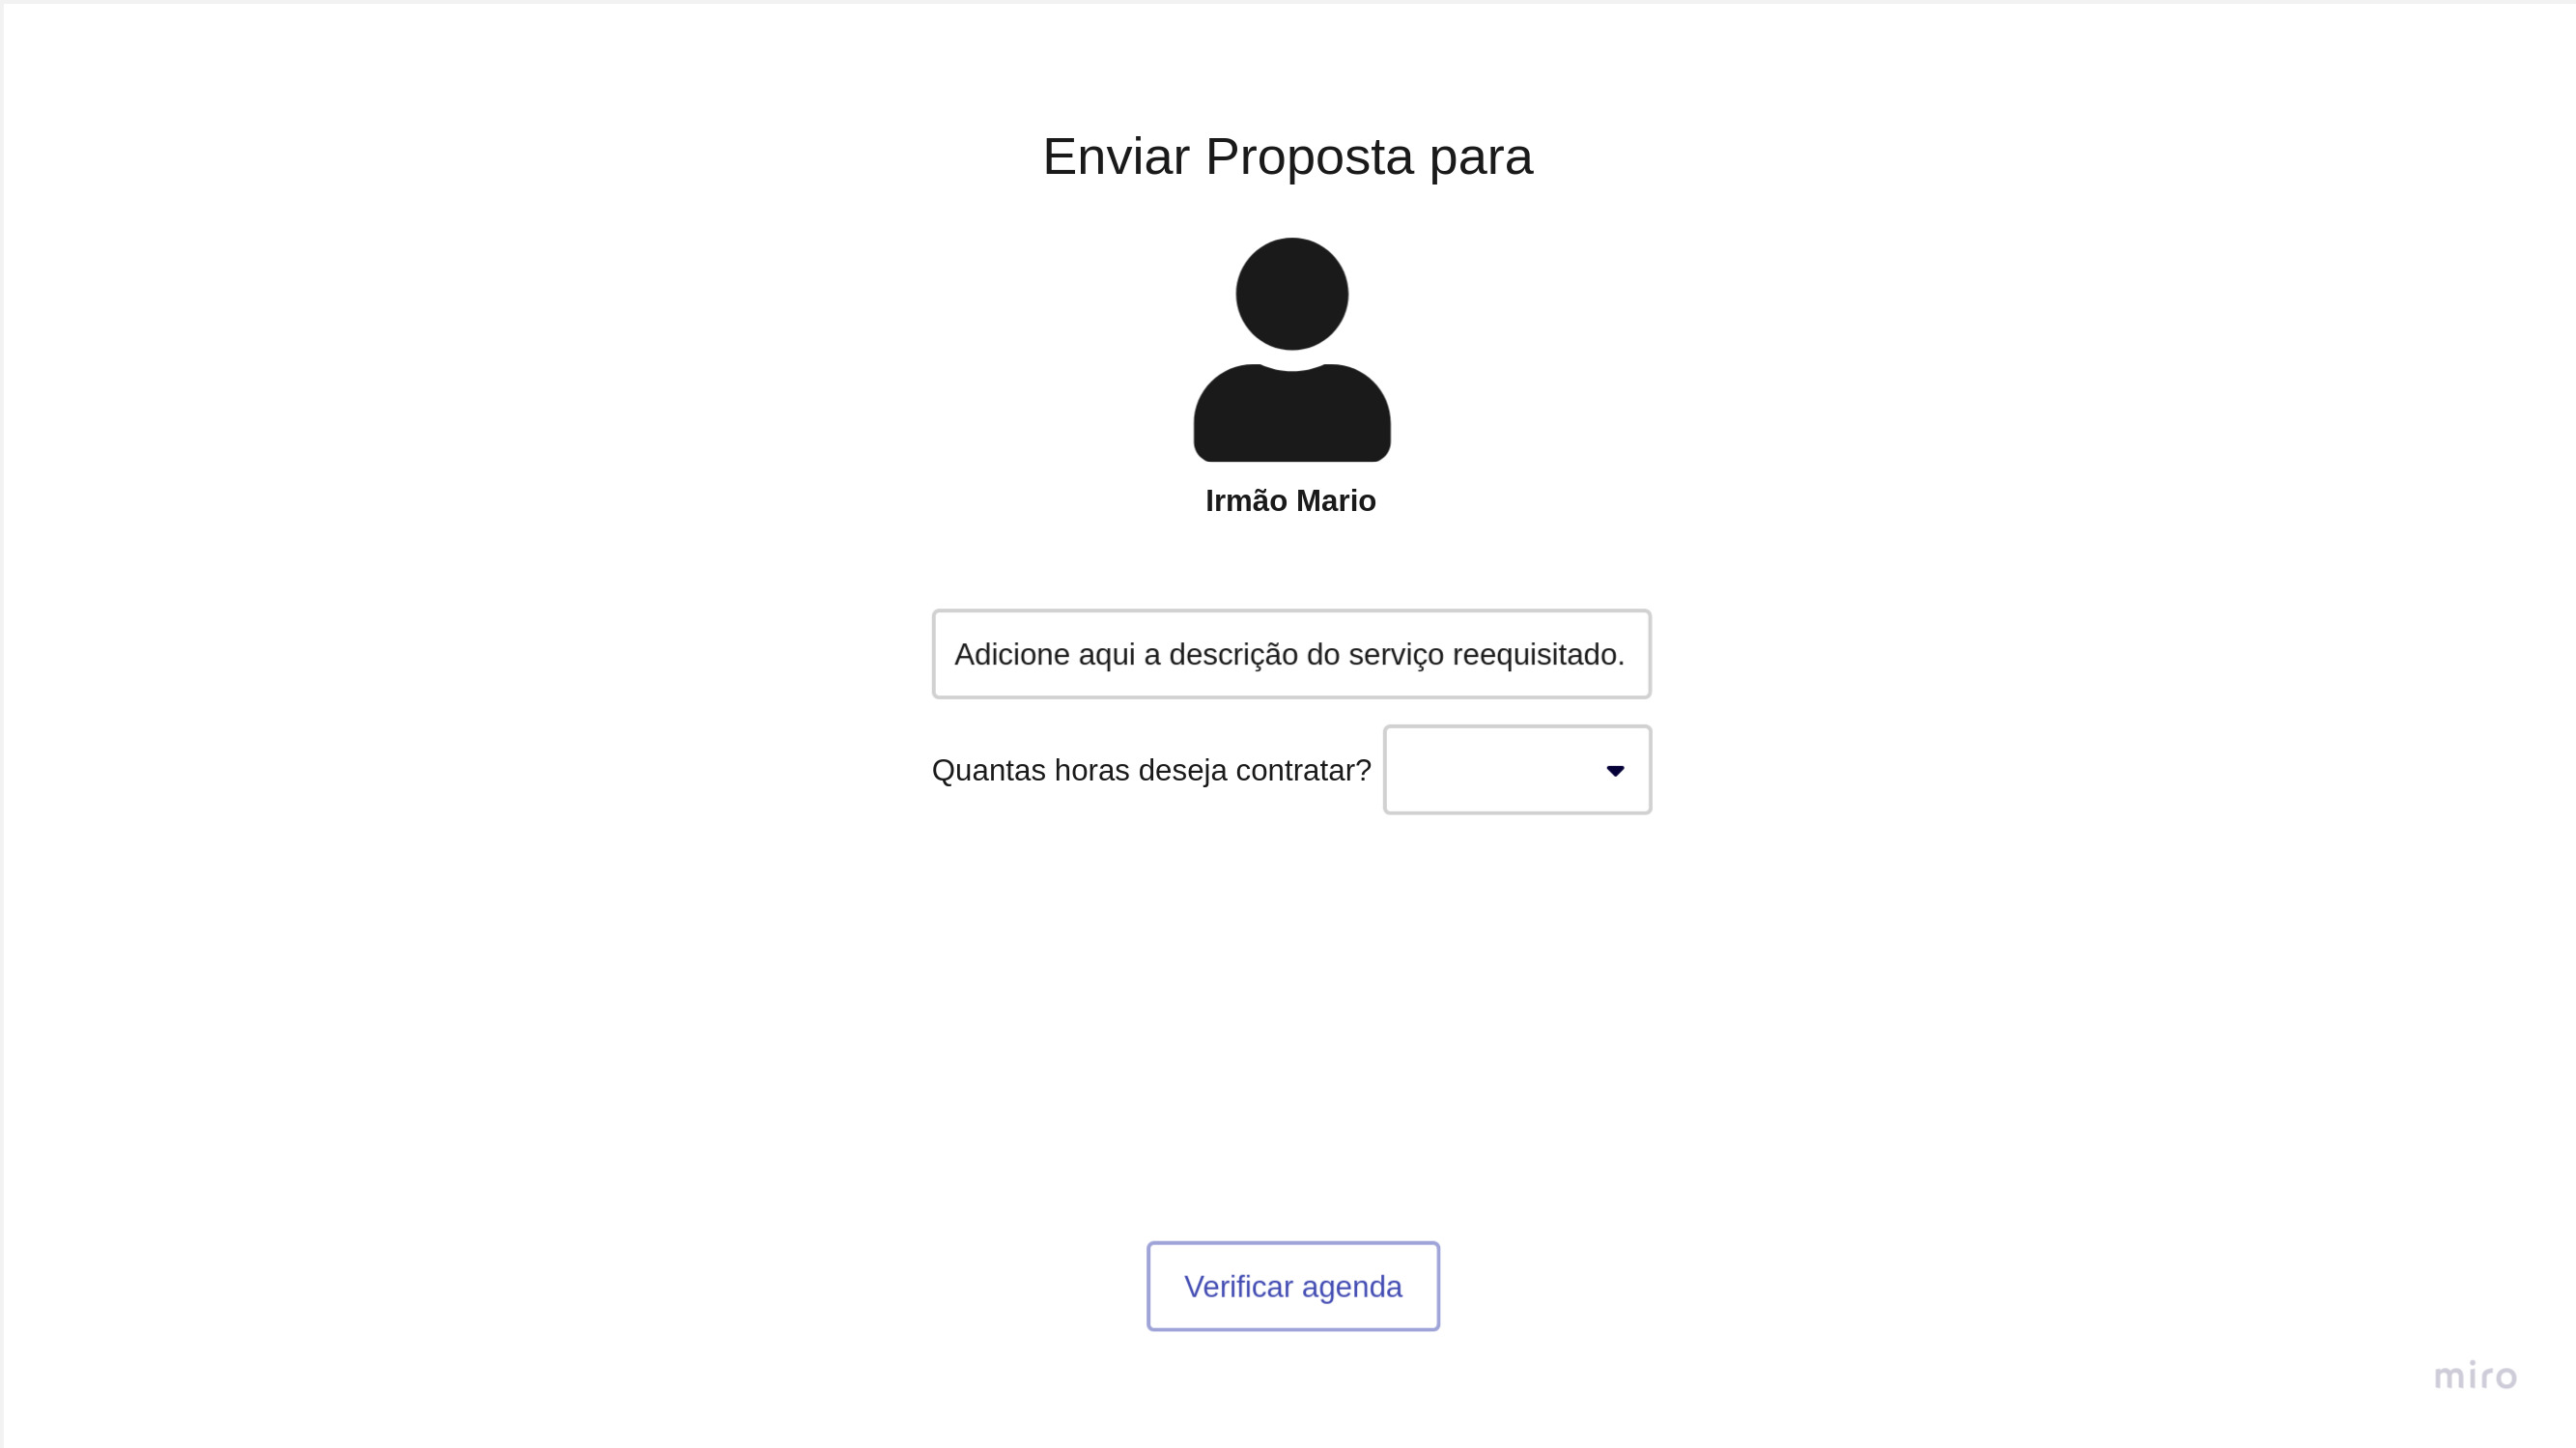 Enviar Proposta para
Irmão Mario
Adicione aqui a descrição do serviço reequisitado.
Quantas horas deseja contratar?
Verificar agenda
miro